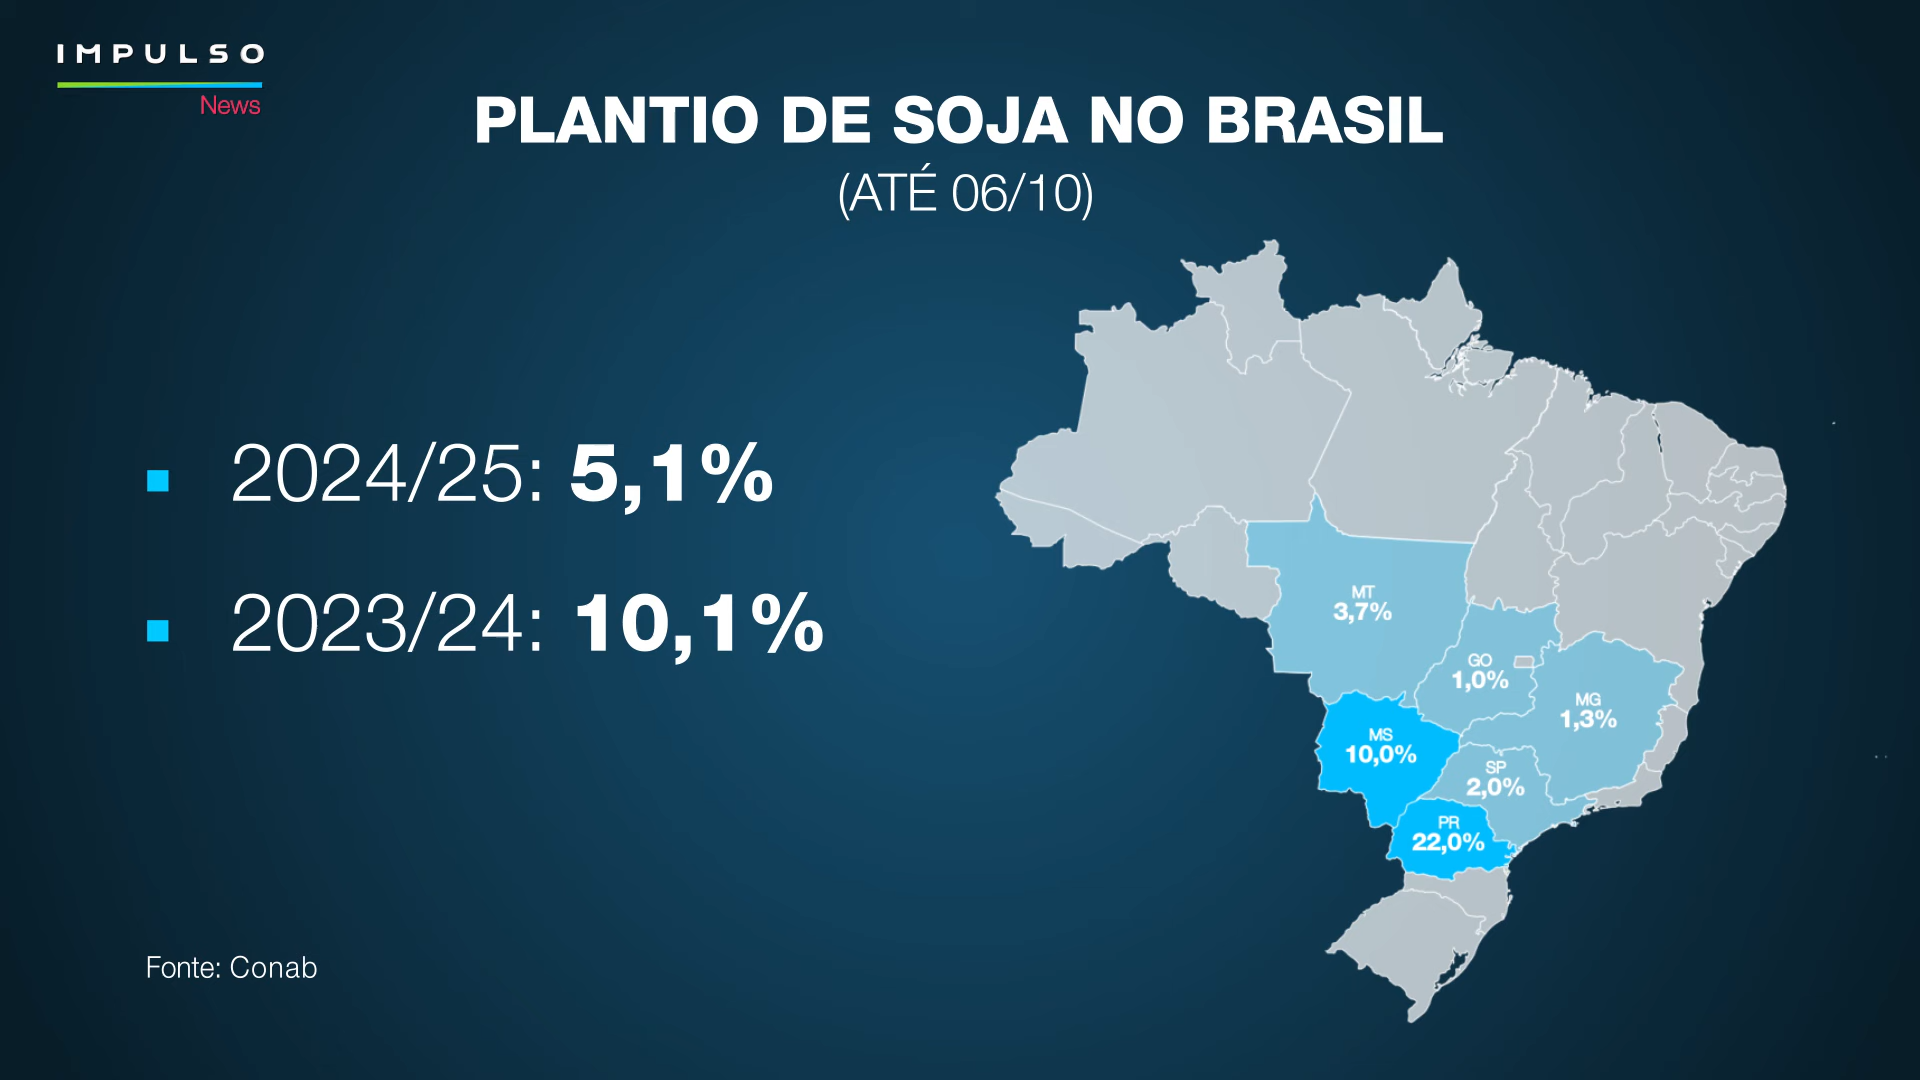 IMPULSO
News
PLANTIO DE SOJA NO BRASIL
(ATÉ 06/10)
2024/25: 5,1%
2023/24: 10,1%
MT
3,7%
GO
1,0%
MG
1,3%
MS
10,0%
SP
2,0%
PR
22,0%
Fonte: Conab